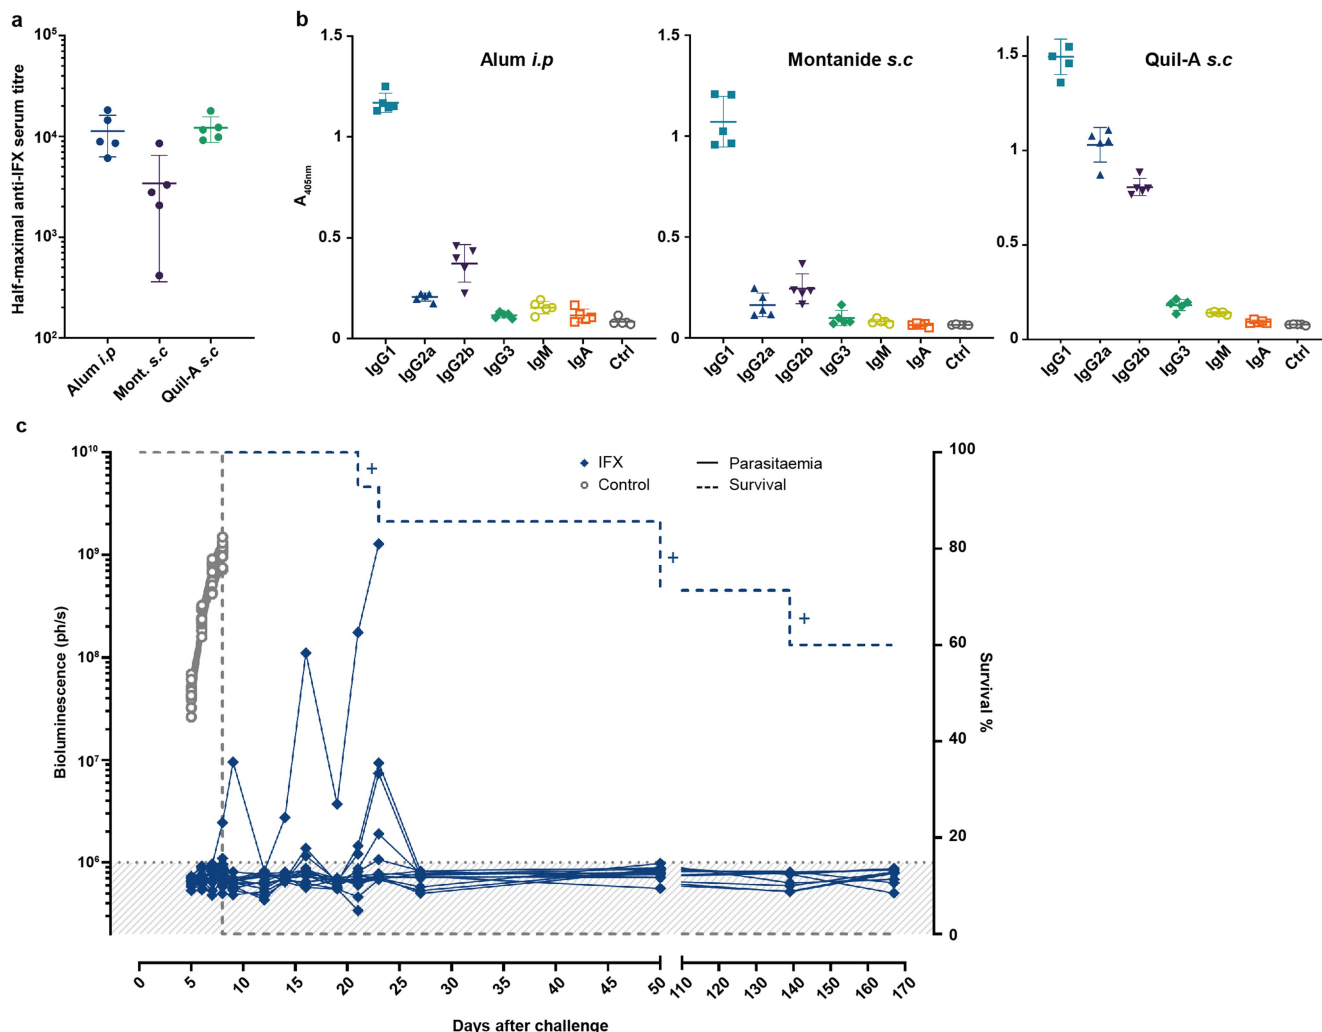 a
Half-maximal anti-IFX serum titre
10⁵
10⁴
10³
10²
Alum i.p
Mont. s.c
Quil-A s.c
b
A405nm
Alum i.p
1.5
1
0.5
0
IgG1
IgG2a
IgG2b
IgG3
IgM
IgA
Ctrl
Montanide s.c
1.5
1
0.5
0
IgG1
IgG2a
IgG2b
IgG3
IgM
IgA
Ctrl
Quil-A s.c
1.5
1
0.5
0
IgG1
IgG2a
IgG2b
IgG3
IgM
IgA
Ctrl
c
Bioluminescence (ph/s)
10¹⁰
10⁹
10⁸
10⁷
10⁶
IFX
Control
Parasitaemia
Survival
+
+
+
100
80
60
40
20
0
Survival %
0
5
10
15
20
25
30
35
40
45
50
110
120
130
140
150
160
170
Days after challenge